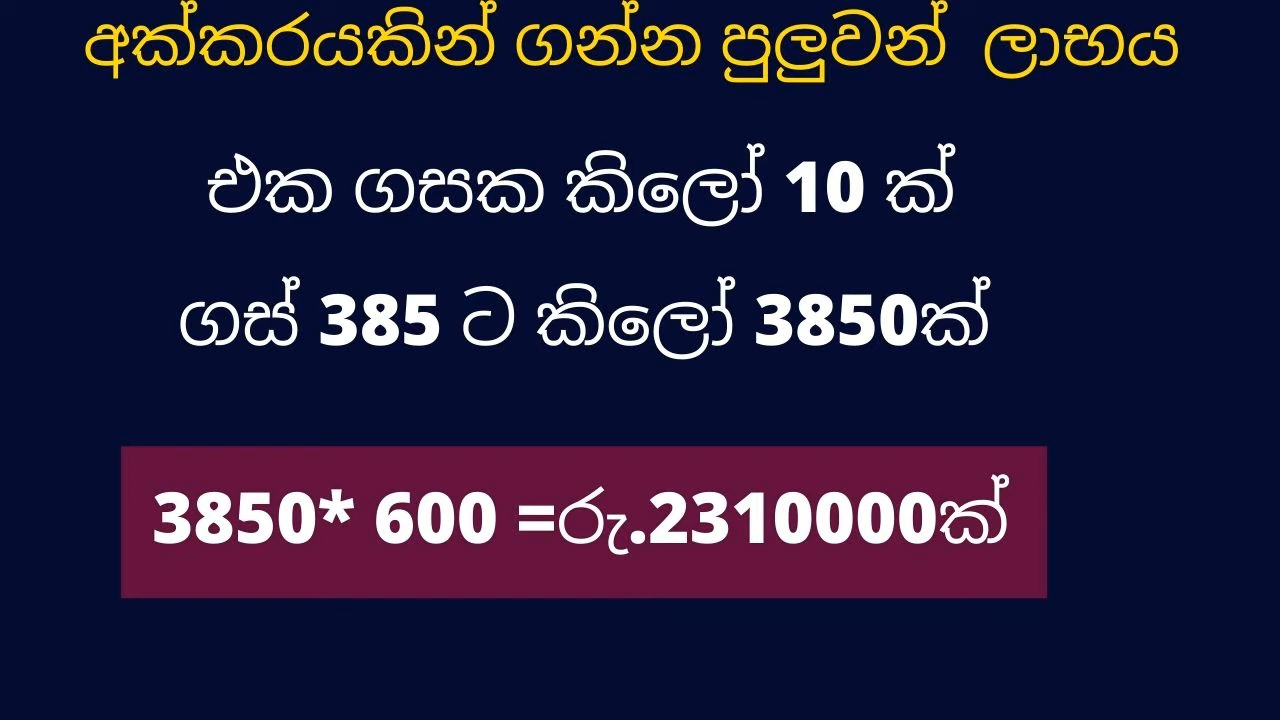 අක්කරයකින් ගන්න පුලුවන් ලාභය
එක ගසක කිලෝ 10 ක්
ගස් 385 ට කිලෝ 3850ක්
3850* 600 =රු.2310000ක්